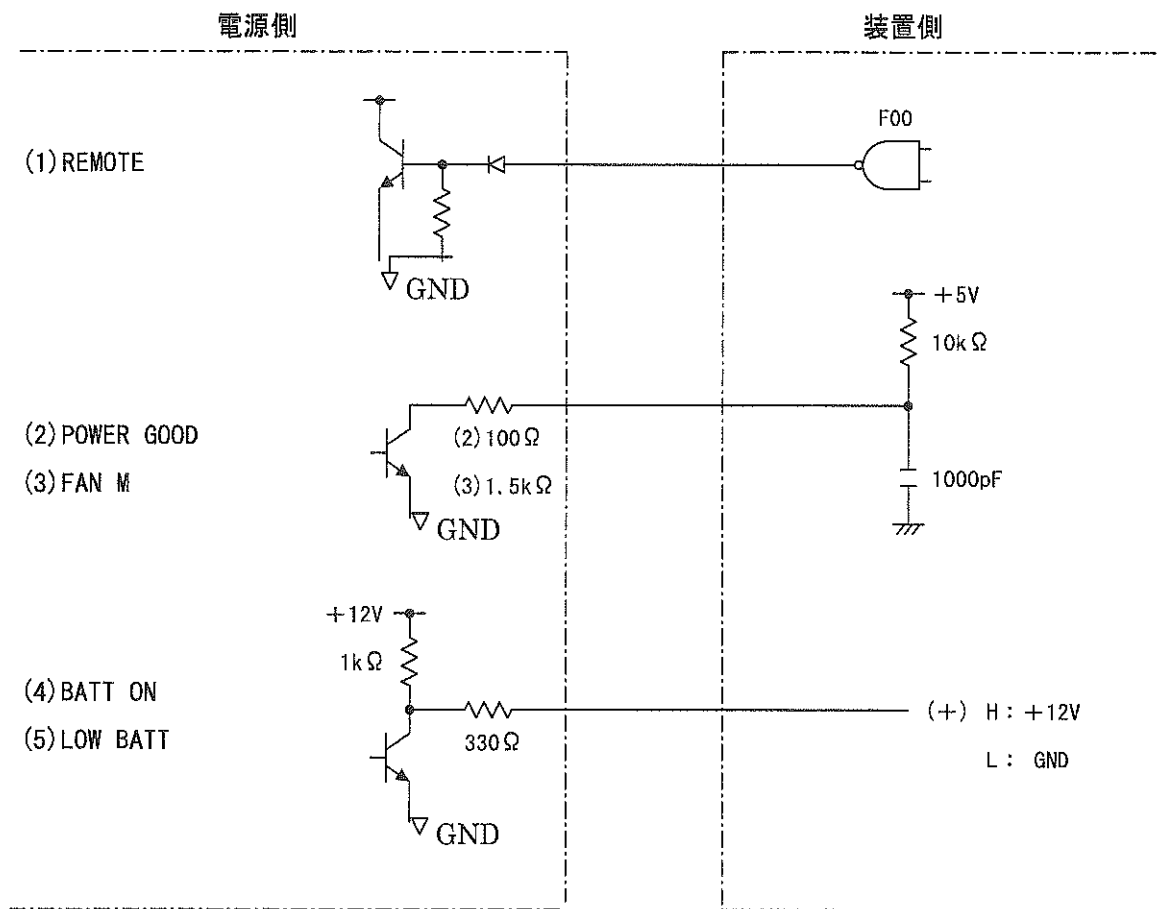 電源側
装置側
F00
(1)REMOTE
GND
+5V
10kΩ
(2)POWER GOOD
(2)100Ω
(3)FAN M
(3)1.5kΩ
1000pF
GND
+12V
1kΩ
(4)BATT ON
(+) H:+12V
(5)LOW BATT
330Ω
L: GND
GND